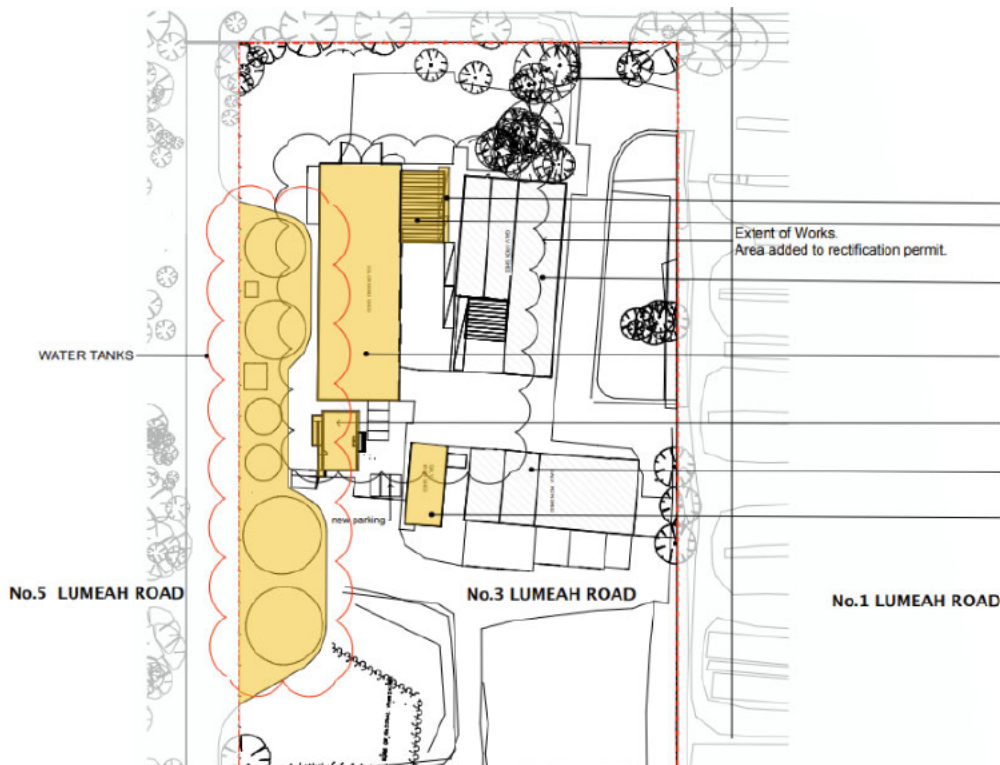 Extent of Works.
Area added to rectification permit.
WATER TANKS
new parking
No.5 LUMEAH ROAD
No.3 LUMEAH ROAD
No.1 LUMEAH ROAD